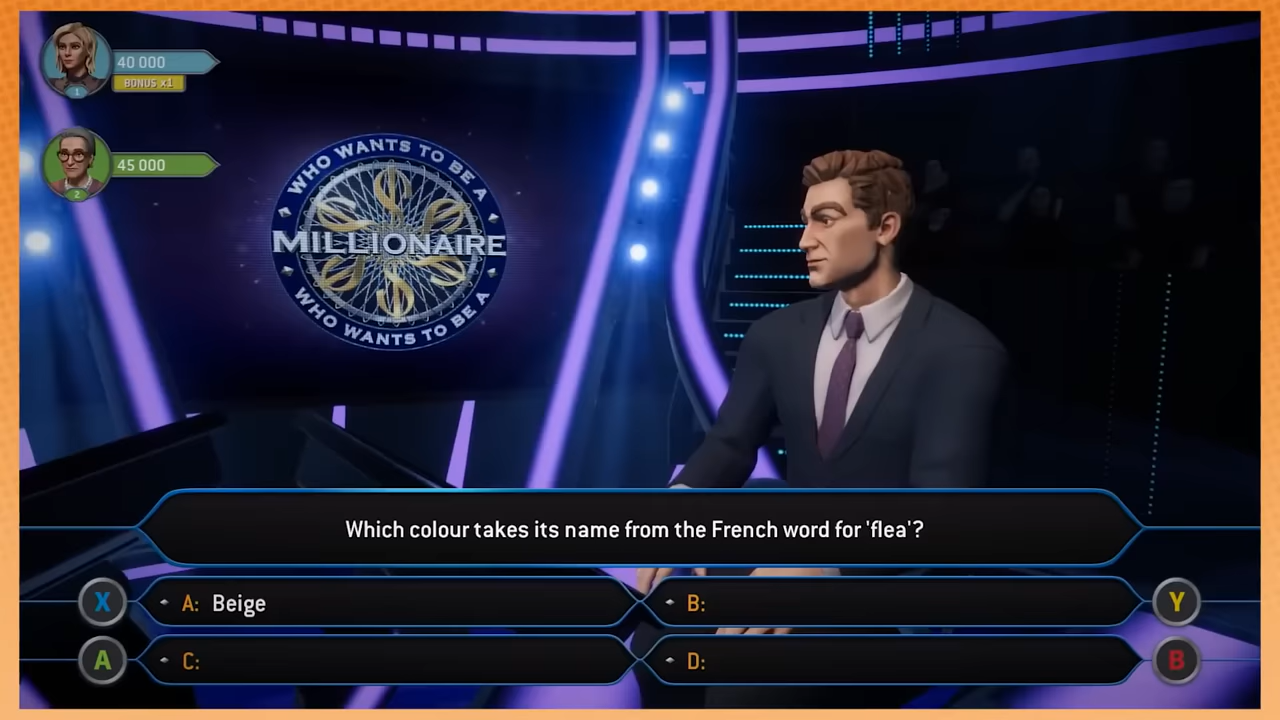 40 000
BONUS x1
1
45 000
2
WHO WANTS TO BE A
MILLIONAIRE
WHO WANTS TO BE A
Which colour takes its name from the French word for 'flea'?
X
A: Beige
B:
Y
A
C:
D:
B